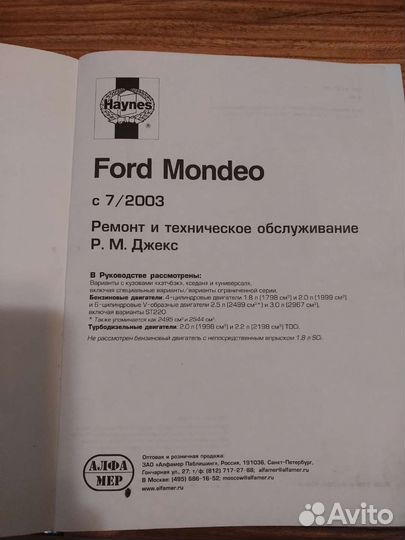 Haynes
®
Ford Mondeo
с 7/2003
Ремонт и техническое обслуживание
Р. М. Джекс
В Руководстве рассмотрены:
Варианты с кузовами «хэтч-бэк», «седан» и «универсал»,
включая специальные варианты/варианты ограниченной серии.
Бензиновые двигатели: 4-цилиндровые двигатели 1.8 л (1798 см³) и 2.0 л (1999 см³)
и 6-цилиндровые V-образные двигатели 2.5 л (2499 см³*) и 3.0 л (2967 см³),
включая варианты ST220
* Также упоминается как 2495 см³ и 2544 см³.
Турбодизельные двигатели: 2.0 л (1998 см³) и 2.2 л (2198 см³) TDCi.
Не рассмотрен бензиновый двигатель с непосредственным впрыском 1.8 л SCi.
АЛФА
МЕР
Оптовая и розничная продажа:
ЗАО «Алфамер Паблишинг», Россия, 191036, Санкт-Петербург,
Гончарная ул., 27; т/ф: (812) 717-27-88; alfamer@alfamer.ru
В Москве: (495) 686-16-52; moscow@alfamer.ru
www.alfamer.ru
Avito